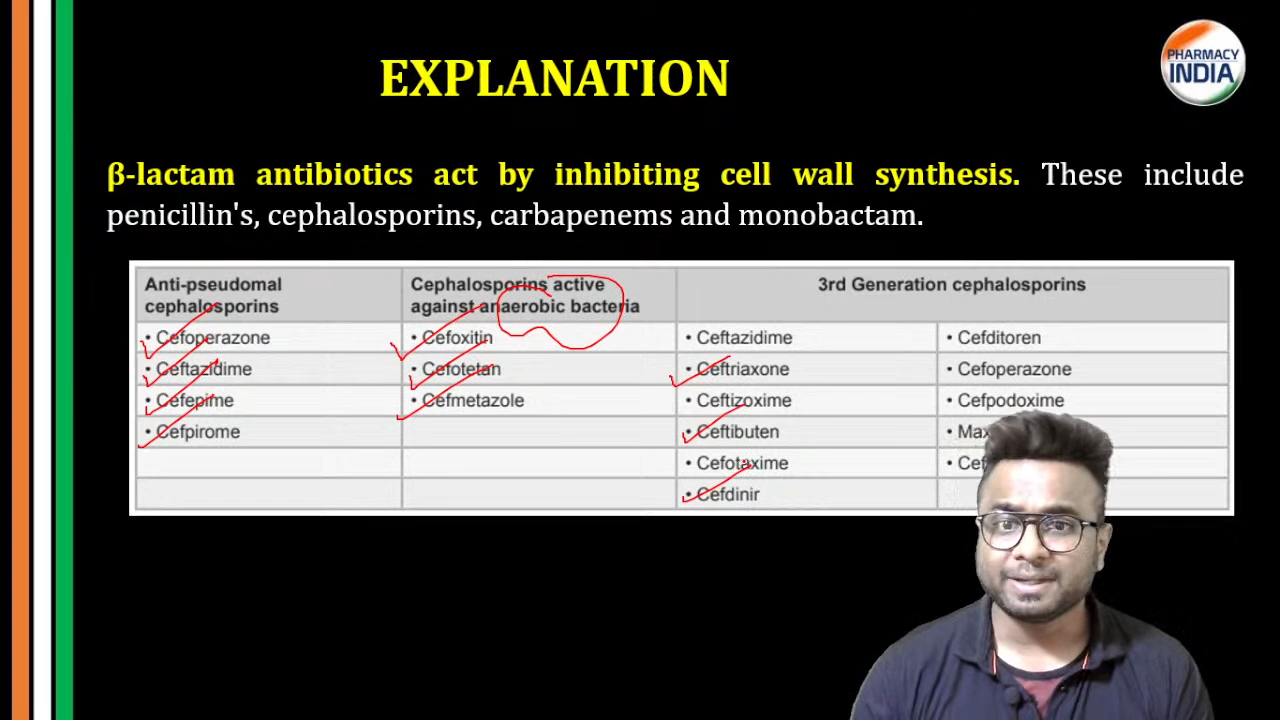 EXPLANATION
PHARMACY
INDIA
β-lactam antibiotics act by inhibiting cell wall synthesis. These include
penicillin's, cephalosporins, carbapenems and monobactam.
Anti-pseudomal
cephalosporins
Cephalosporins active
against anaerobic bacteria
3rd Generation cephalosporins
• Cefoperazone
• Cefoxitin
• Ceftazidime
• Cefditoren
• Ceftazidime
• Cefotetan
• Ceftriaxone
• Cefoperazone
• Cefepime
• Cefmetazole
• Ceftizoxime
• Cefpodoxime
• Cefpirome
• Ceftibuten
• Cefotaxime
• Cefdinir